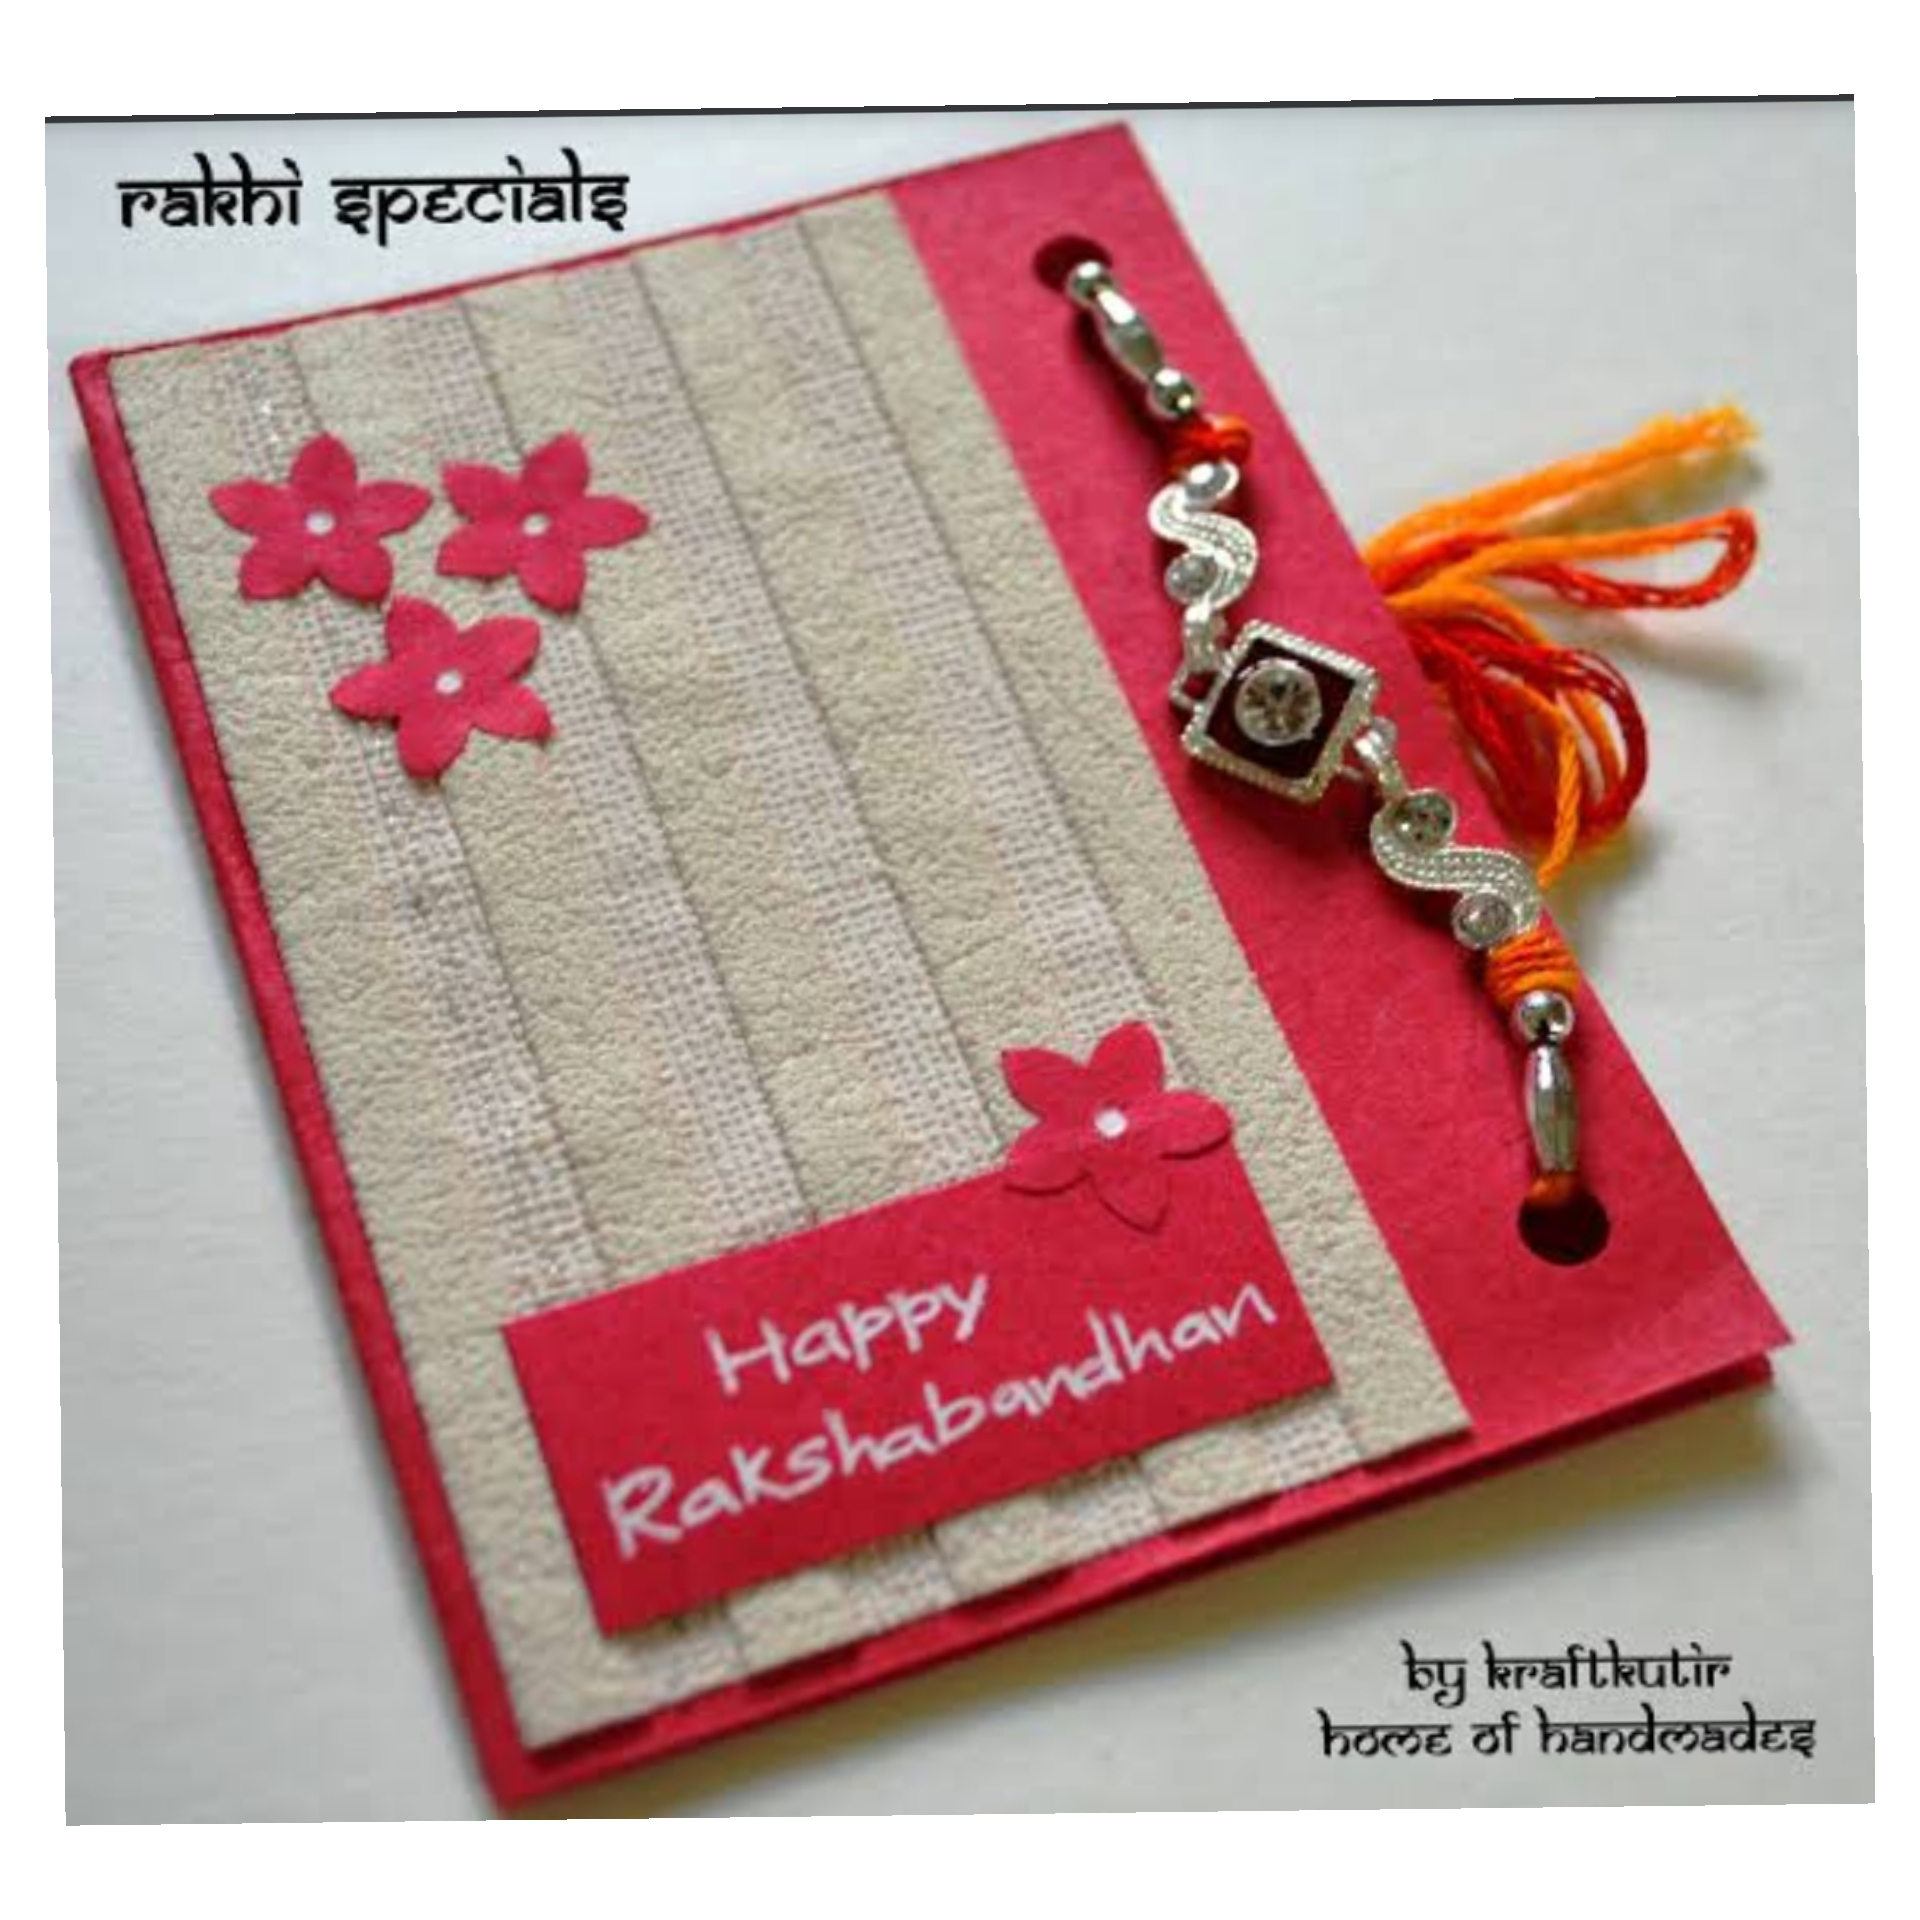 rakhi specials
Happy
Rakshabandhan
by kraftkutir
home of handmades